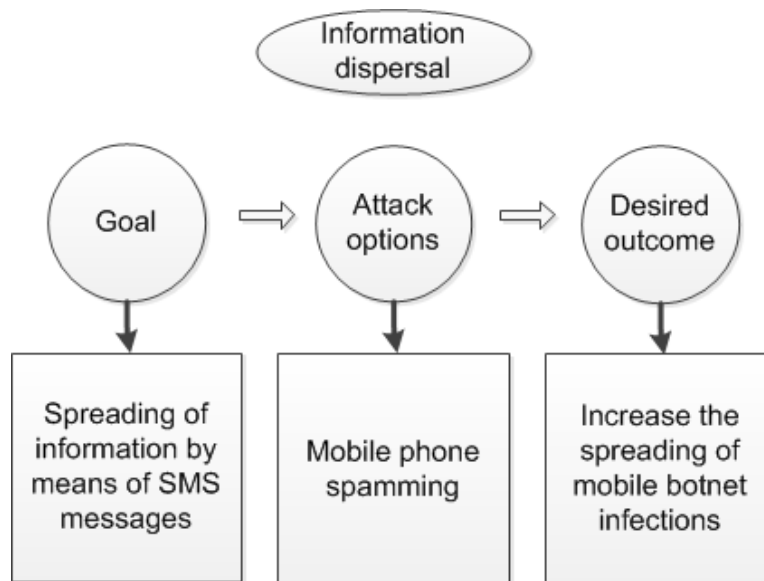 Information
dispersal
Goal
Attack
options
Desired
outcome
Spreading of
information by
means of SMS
messages
Mobile phone
spamming
Increase the
spreading of
mobile botnet
infections